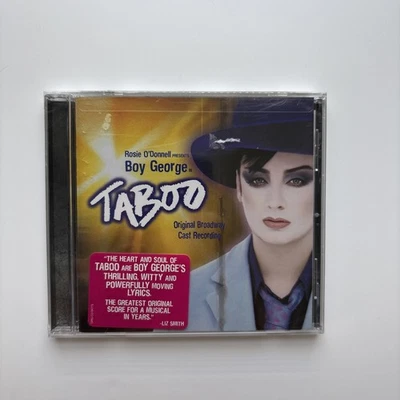 Rosie O'Donnell PRESENTS
Boy George in
TABOO
Original Broadway
Cast Recording
"THE HEART AND SOUL OF
TABOO ARE BOY GEORGE'S
THRILLING, WITTY AND
POWERFULLY MOVING
LYRICS.
THE GREATEST ORIGINAL
SCORE FOR A MUSICAL
IN YEARS."
-LIZ SMITH